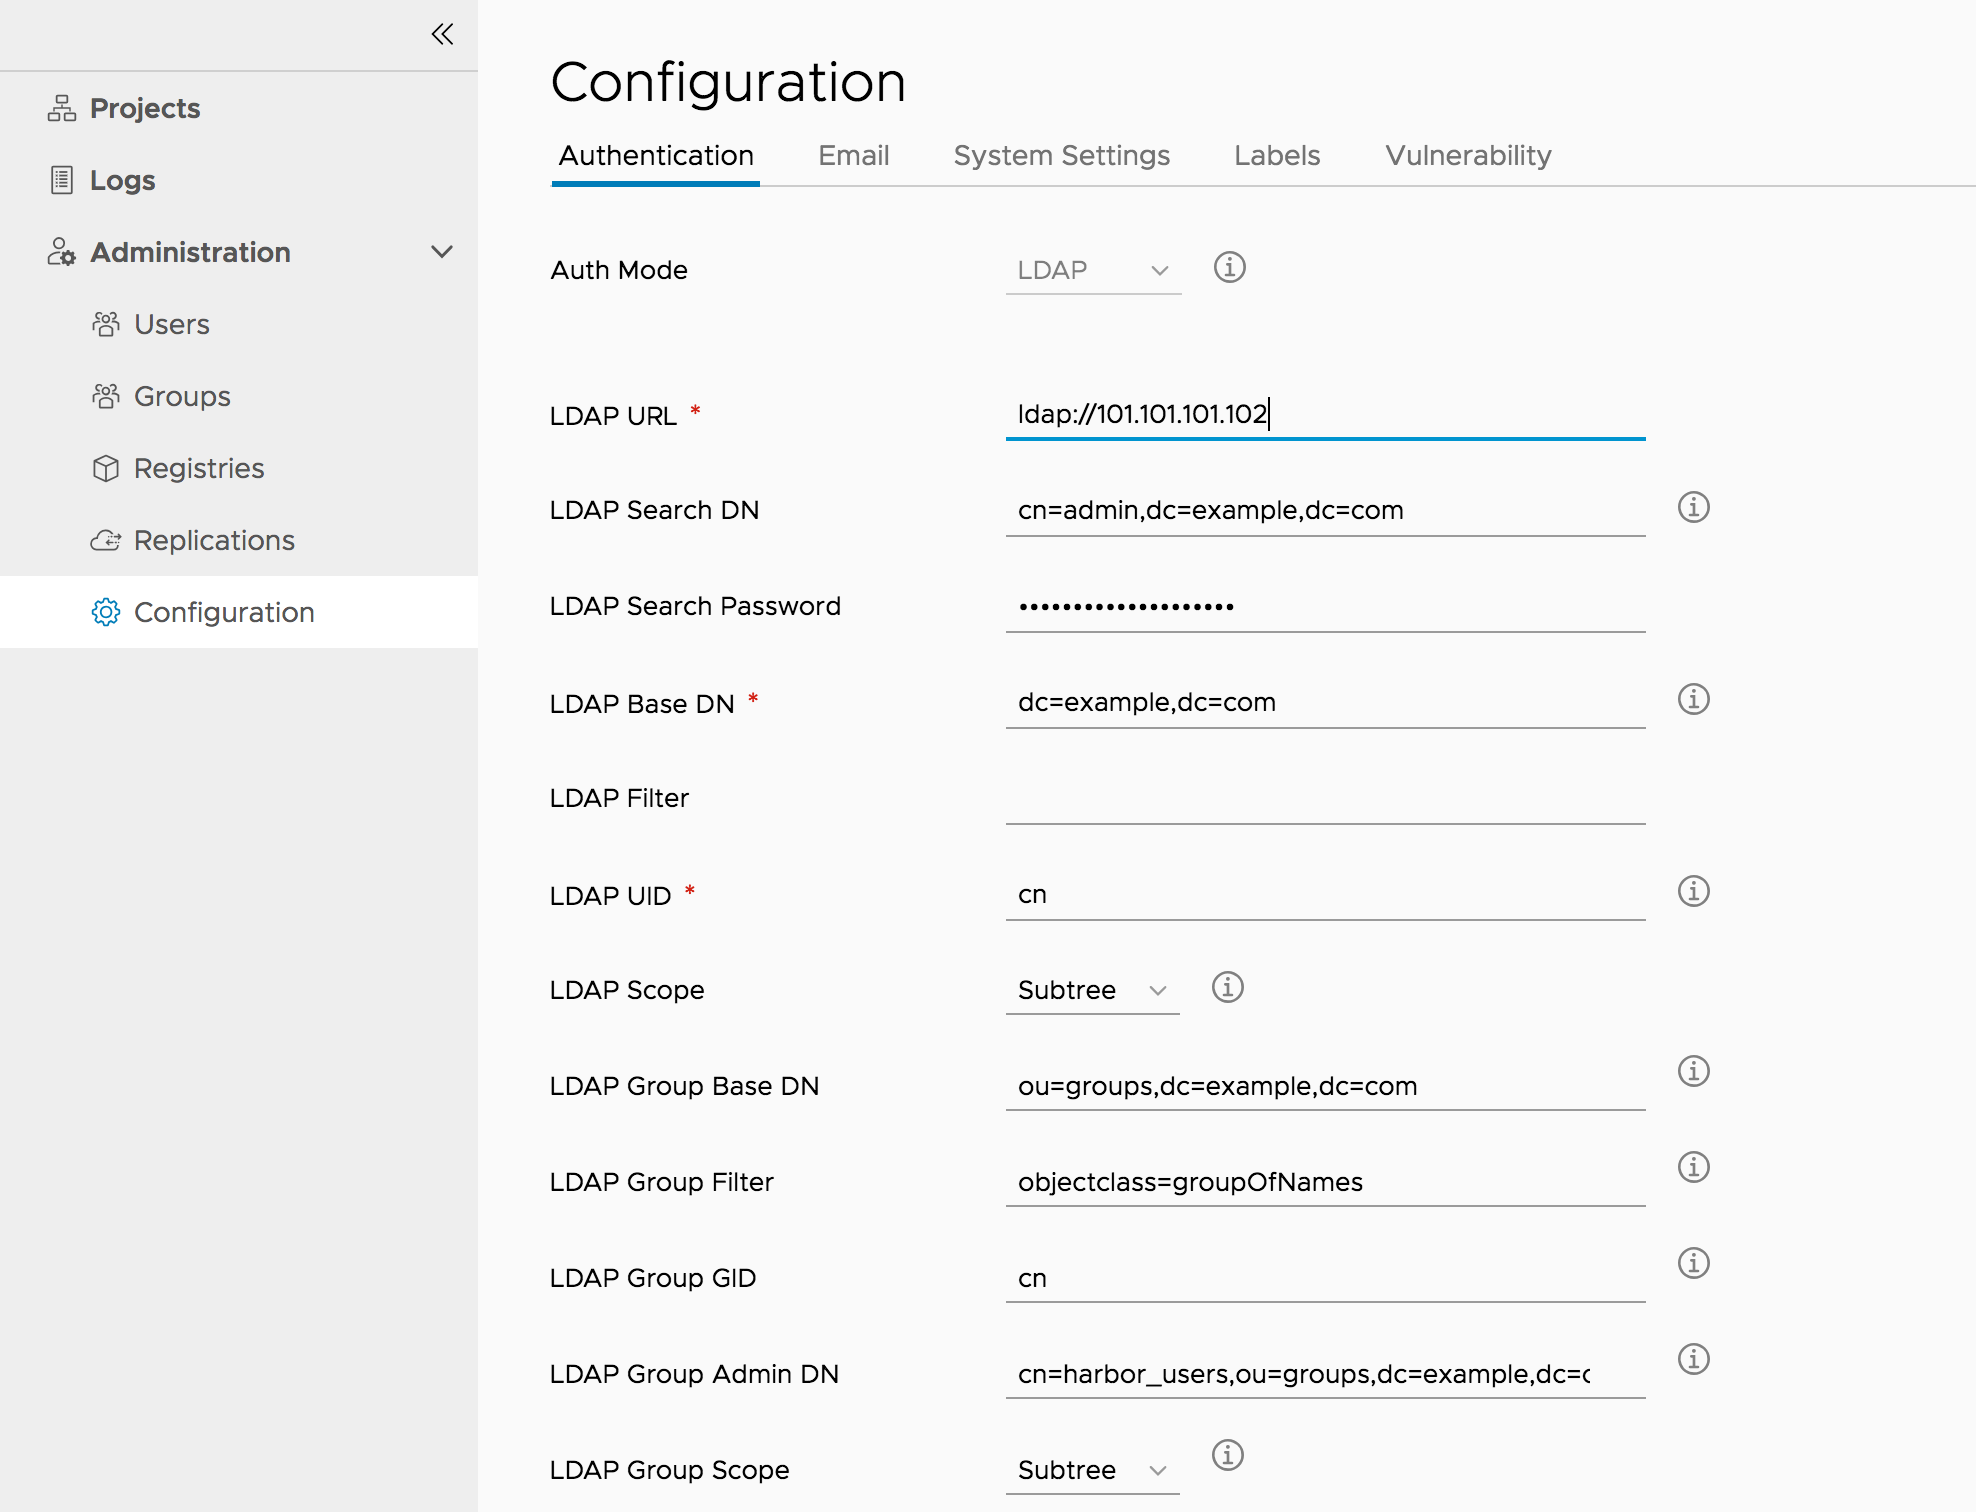 Projects
Logs
Administration
Users
Groups
Registries
Replications
Configuration
Configuration
Authentication Email System Settings Labels Vulnerability
Auth Mode LDAP
LDAP URL * ldap://101.101.101.102
LDAP Search DN cn=admin,dc=example,dc=com
LDAP Search Password ••••••••••••••••••••
LDAP Base DN * dc=example,dc=com
LDAP Filter
LDAP UID * cn
LDAP Scope Subtree
LDAP Group Base DN ou=groups,dc=example,dc=com
LDAP Group Filter objectclass=groupOfNames
LDAP Group GID cn
LDAP Group Admin DN cn=harbor_users,ou=groups,dc=example,dc=c
LDAP Group Scope Subtree